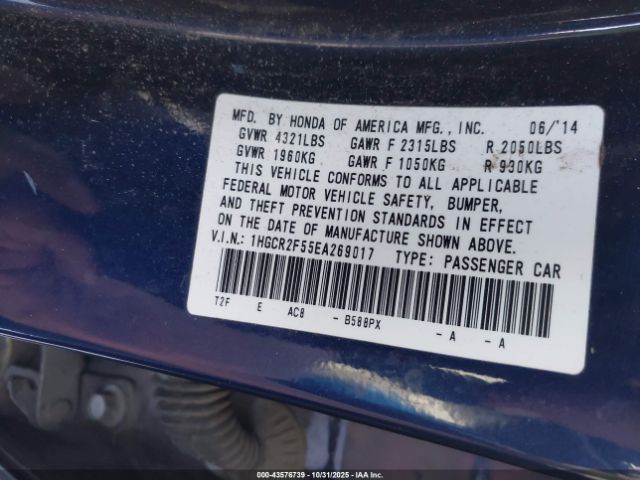 MFD. BY HONDA OF AMERICA MFG., INC. 06/'14
GVWR 4321LBS GAWR F 2315LBS R 2050LBS
GVWR 1960KG GAWR F 1050KG R 930KG
THIS VEHICLE CONFORMS TO ALL APPLICABLE
FEDERAL MOTOR VEHICLE SAFETY, BUMPER,
AND THEFT PREVENTION STANDARDS IN EFFECT
ON THE DATE OF MANUFACTURE SHOWN ABOVE.
V.I.N.: 1HGCR2F55EA269017 TYPE: PASSENGER CAR
T2F E AC8 - B588PX - A - A
000-43576739 - 10/31/2025 - COPYRIGHT IAA, INC.